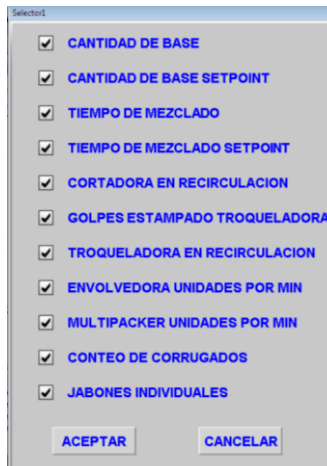 Selector1
CANTIDAD DE BASE
CANTIDAD DE BASE SETPOINT
TIEMPO DE MEZCLADO
TIEMPO DE MEZCLADO SETPOINT
CORTADORA EN RECIRCULACION
GOLPES ESTAMPADO TROQUELADORA
TROQUELADORA EN RECIRCULACION
ENVOLVEDORA UNIDADES POR MIN
MULTIPACKER UNIDADES POR MIN
CONTEO DE CORRUGADOS
JABONES INDIVIDUALES
ACEPTAR CANCELAR